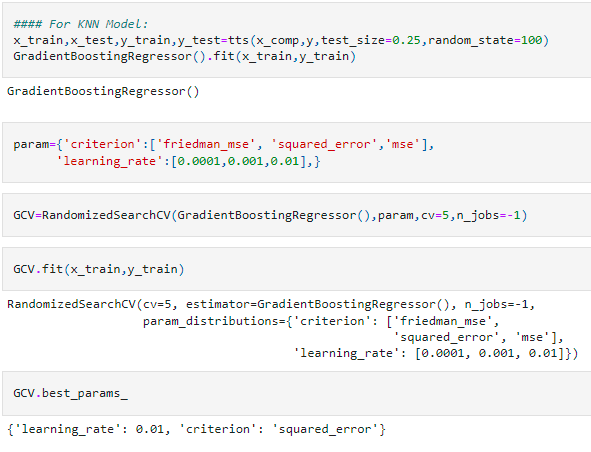 #### For KNN Model:
x_train,x_test,y_train,y_test=tts(x_comp,y,test_size=0.25,random_state=100)
GradientBoostingRegressor().fit(x_train,y_train)
GradientBoostingRegressor()
param={'criterion':['friedman_mse', 'squared_error','mse'],
'learning_rate':[0.0001,0.001,0.01],}
GCV=RandomizedSearchCV(GradientBoostingRegressor(),param,cv=5,n_jobs=-1)
GCV.fit(x_train,y_train)
RandomizedSearchCV(cv=5, estimator=GradientBoostingRegressor(), n_jobs=-1,
param_distributions={'criterion': ['friedman_mse',
'squared_error', 'mse'],
'learning_rate': [0.0001, 0.001, 0.01]})
GCV.best_params_
{'learning_rate': 0.01, 'criterion': 'squared_error'}